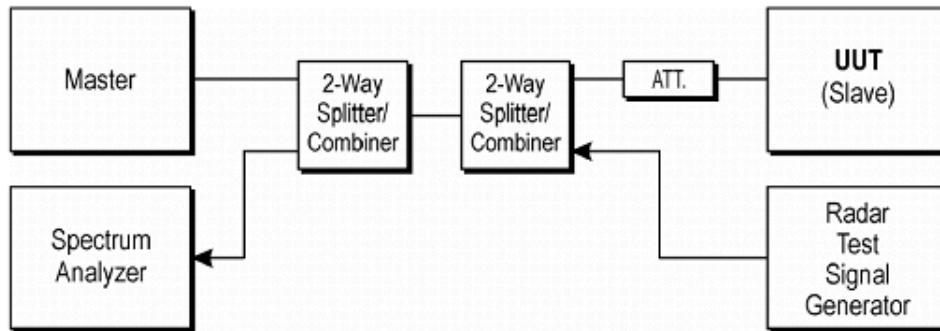 Master
2-Way
Splitter/
Combiner
2-Way
Splitter/
Combiner
ATT.
UUT
(Slave)
Spectrum
Analyzer
Radar
Test
Signal
Generator